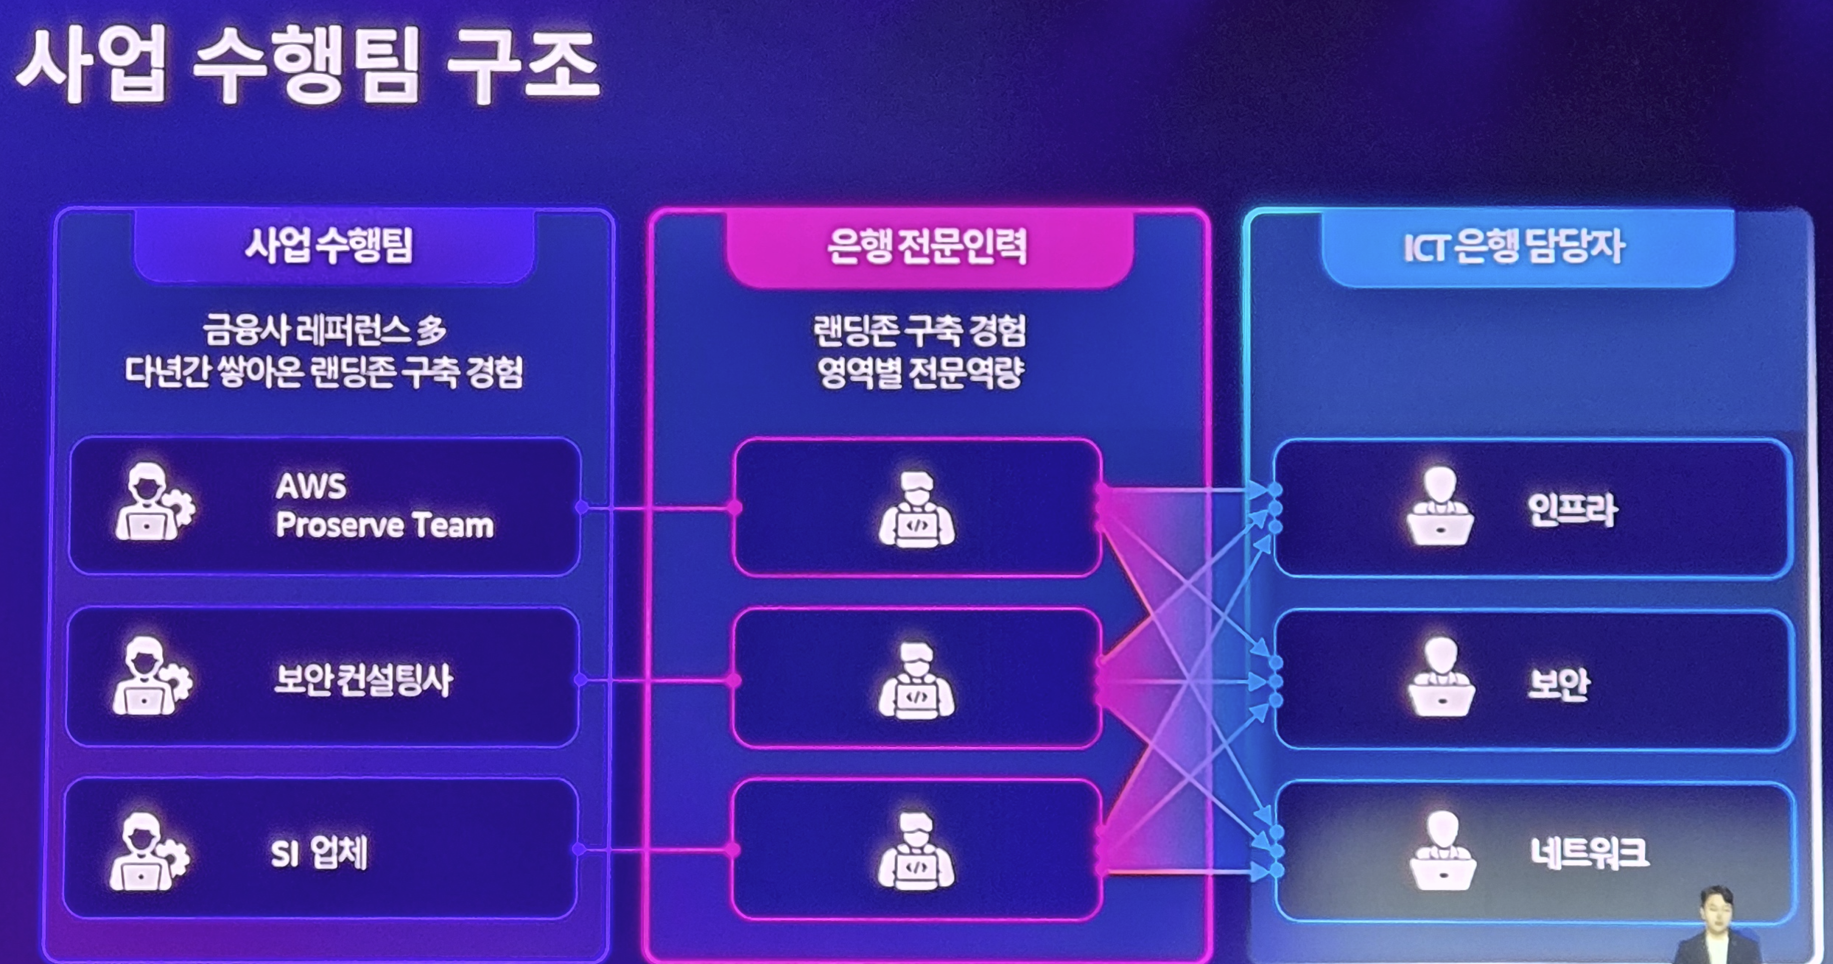 사업 수행팀 구조
사업 수행팀
금융사 레퍼런스 多
다년간 쌓아온 랜딩존 구축 경험
AWS
Proserve Team
보안 컨설팅사
SI 업체
은행 전문인력
랜딩존 구축 경험
영역별 전문역량
</>
</>
</>
ICT 은행 담당자
인프라
보안
네트워크